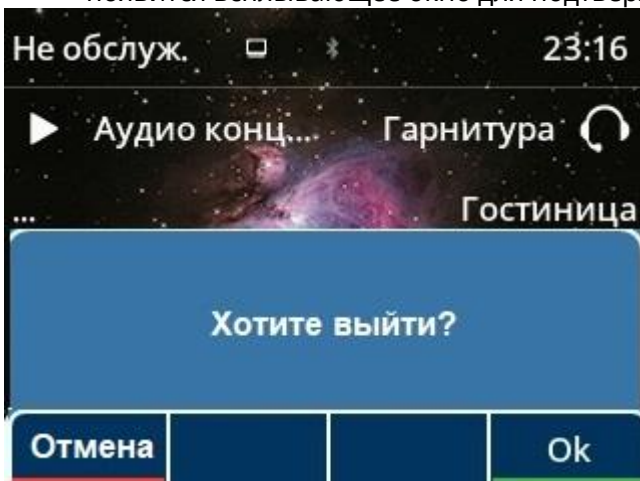 Не обслуж. 23:16
Аудио конц... Гарнитура
... Гостиница
Хотите выйти?
Отмена Ok